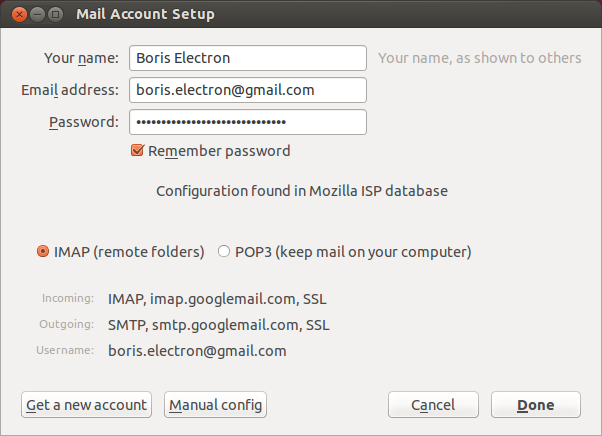 Mail Account Setup
Your name: Boris Electron Your name, as shown to others
Email address: boris.electron@gmail.com
Password: ••••••••••••••••••••••••••••••
Remember password
Configuration found in Mozilla ISP database
IMAP (remote folders) POP3 (keep mail on your computer)
Incoming: IMAP, imap.googlemail.com, SSL
Outgoing: SMTP, smtp.googlemail.com, SSL
Username: boris.electron@gmail.com
Get a new account Manual config Cancel Done